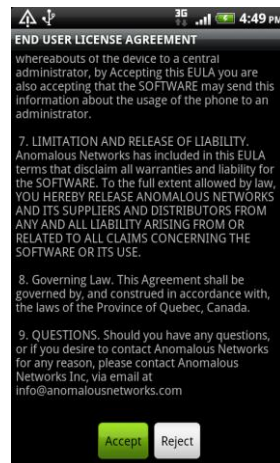 3G 4:49 PM
END USER LICENSE AGREEMENT
whereabouts of the device to a central
administrator, by Accepting this EULA you are
also accepting that the SOFTWARE may send this
information about the usage of the phone to an
administrator.
7. LIMITATION AND RELEASE OF LIABILITY.
Anomalous Networks has included in this EULA
terms that disclaim all warranties and liability for
the SOFTWARE. To the full extent allowed by law,
YOU HEREBY RELEASE ANOMALOUS NETWORKS
AND ITS SUPPLIERS AND DISTRIBUTORS FROM
ANY AND ALL LIABILITY ARISING FROM OR
RELATED TO ALL CLAIMS CONCERNING THE
SOFTWARE OR ITS USE.
8. Governing Law. This Agreement shall be
governed by, and construed in accordance with,
the laws of the Province of Quebec, Canada.
9. QUESTIONS. Should you have any questions,
or if you desire to contact Anomalous Networks
for any reason, please contact Anomalous
Networks Inc, via email at
info@anomalousnetworks.com
Accept Reject